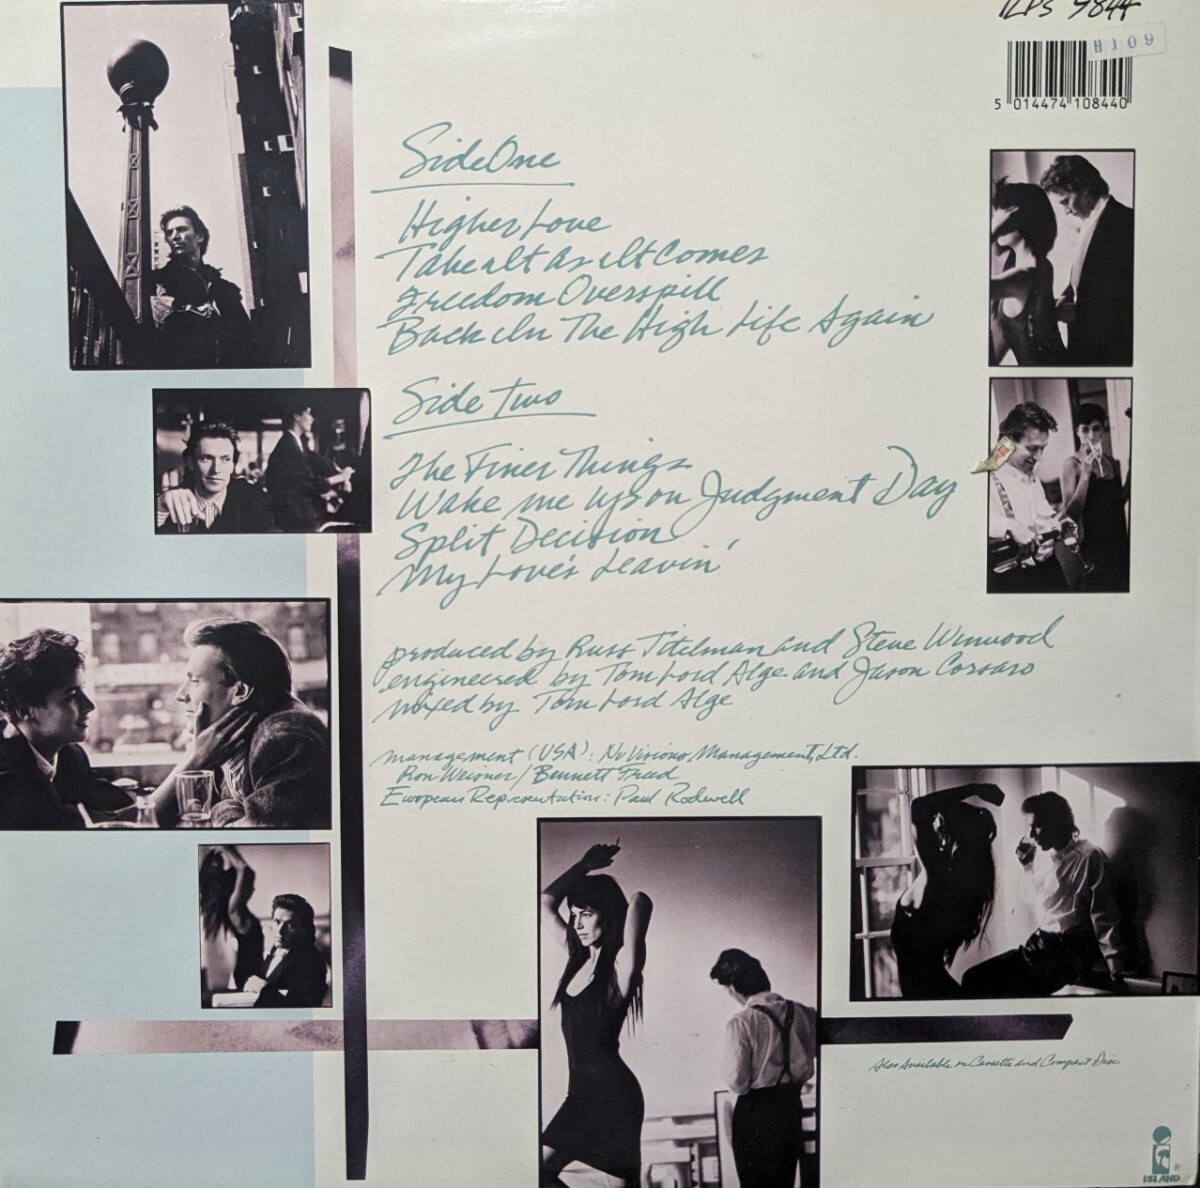 ILPS 9844
B109
5 014474 108440
Side One
Higher Love
Take It As It Comes
Freedom Overspill
Back In The High Life Again
Side Two
The Finer Things
Wake me up on Judgment Day
Split Decision
My Love's Leavin'
produced by Russ Titelman and Steve Winwood
engineered by Tom Lord Alge and Jason Corsaro
mixed by Tom Lord Alge
management (USA): Nu Visions Management, Ltd.
Ron Weisner / Bennett Freed
European Representation: Paul Rodwell
Also Available on Cassette and Compact Disc
ISLAND
®